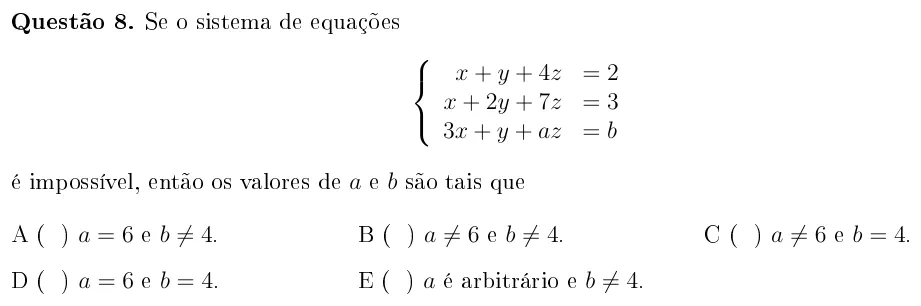 Questão 8. Se o sistema de equações
x + y + 4z = 2
x + 2y + 7z = 3
3x + y + az = b
é impossível, então os valores de a e b são tais que
A ( ) a = 6 e b ≠ 4. B ( ) a ≠ 6 e b ≠ 4. C ( ) a ≠ 6 e b = 4.
D ( ) a = 6 e b = 4. E ( ) a é arbitrário e b ≠ 4.